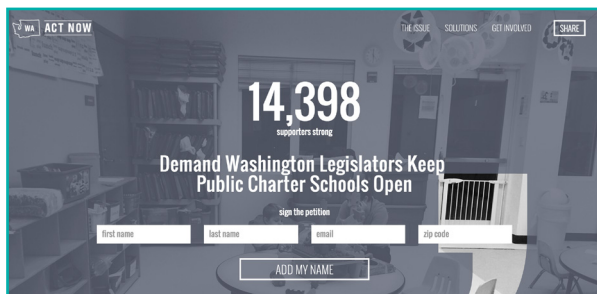 WA ACT NOW
THE ISSUE SOLUTIONS GET INVOLVED SHARE
14,398
supporters strong
Demand Washington Legislators Keep
Public Charter Schools Open
sign the petition
first name last name email zip code
ADD MY NAME